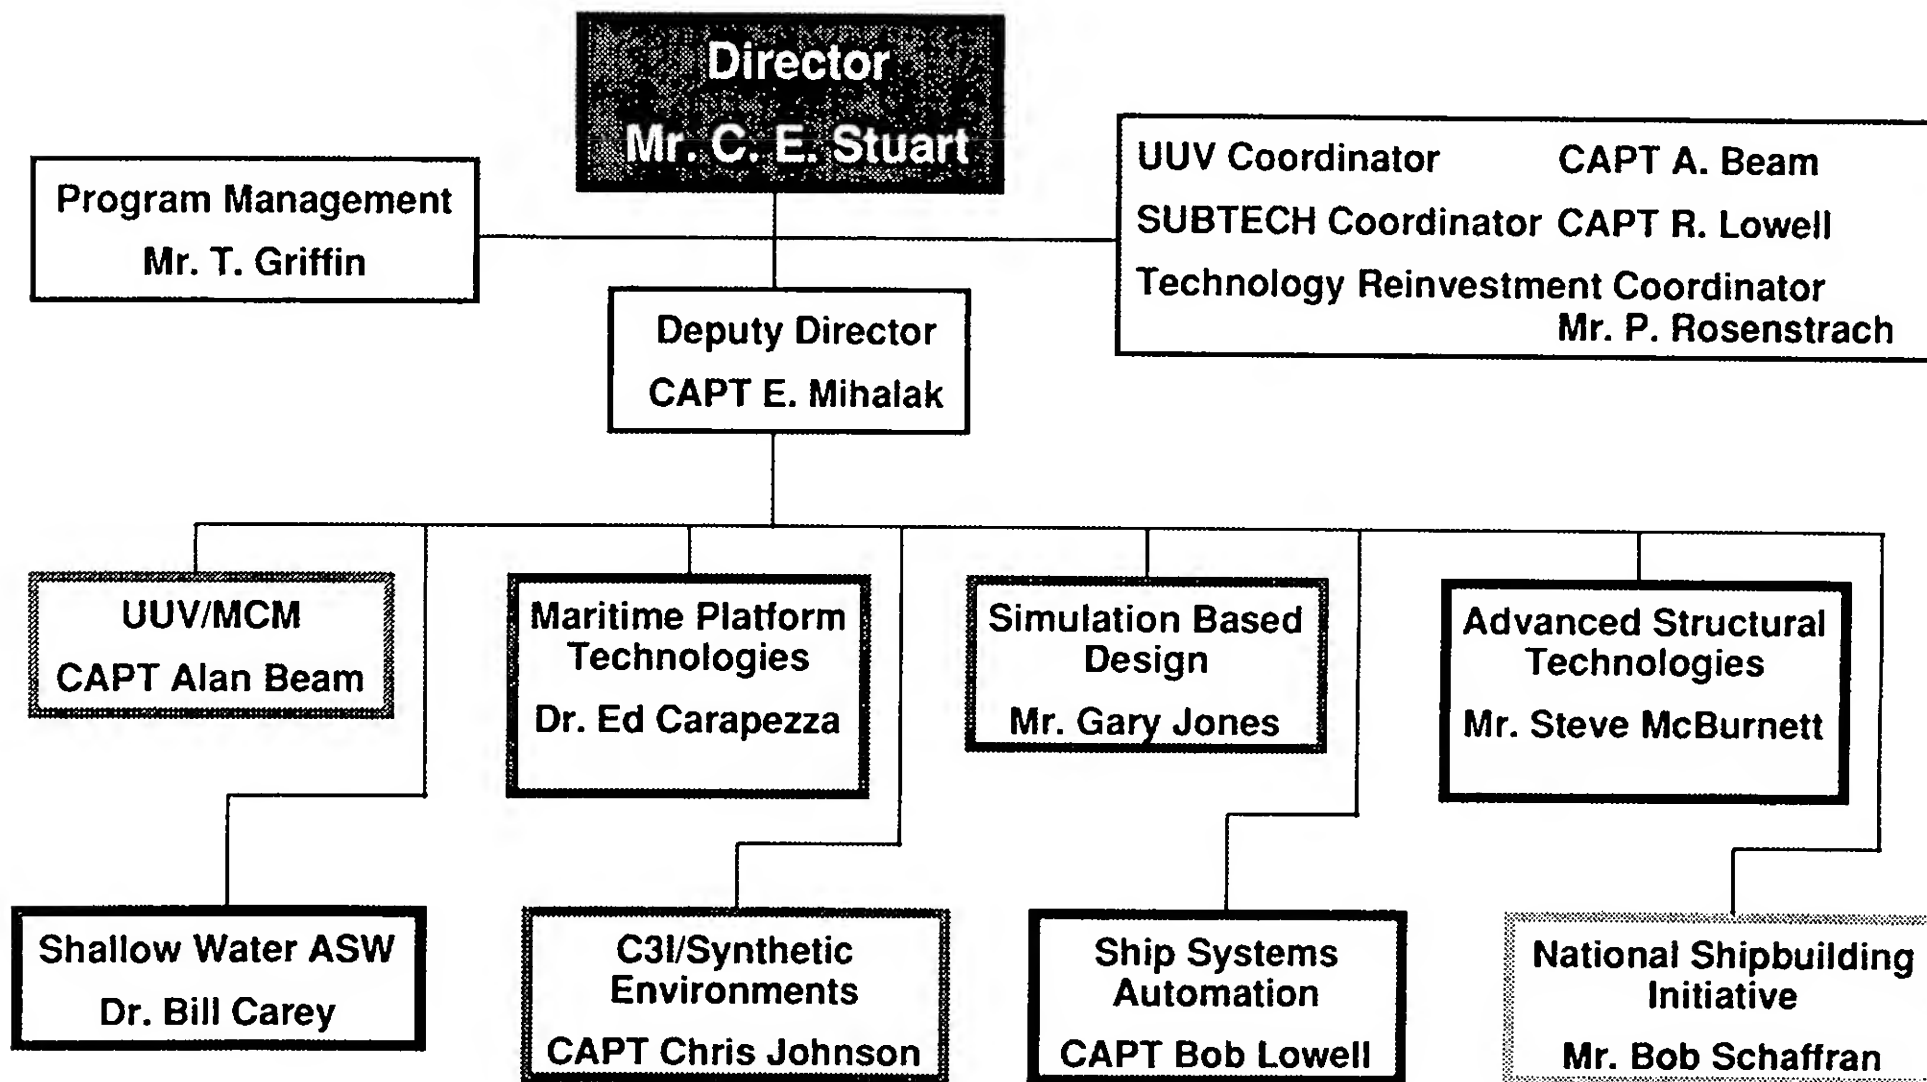 Director
Mr. C. E. Stuart
Program Management
Mr. T. Griffin
UUV Coordinator CAPT A. Beam
SUBTECH Coordinator CAPT R. Lowell
Technology Reinvestment Coordinator
Mr. P. Rosenstrach
Deputy Director
CAPT E. Mihalak
UUV/MCM
CAPT Alan Beam
Maritime Platform
Technologies
Dr. Ed Carapezza
Simulation Based
Design
Mr. Gary Jones
Advanced Structural
Technologies
Mr. Steve McBurnett
Shallow Water ASW
Dr. Bill Carey
C3I/Synthetic
Environments
CAPT Chris Johnson
Ship Systems
Automation
CAPT Bob Lowell
National Shipbuilding
Initiative
Mr. Bob Schaffran